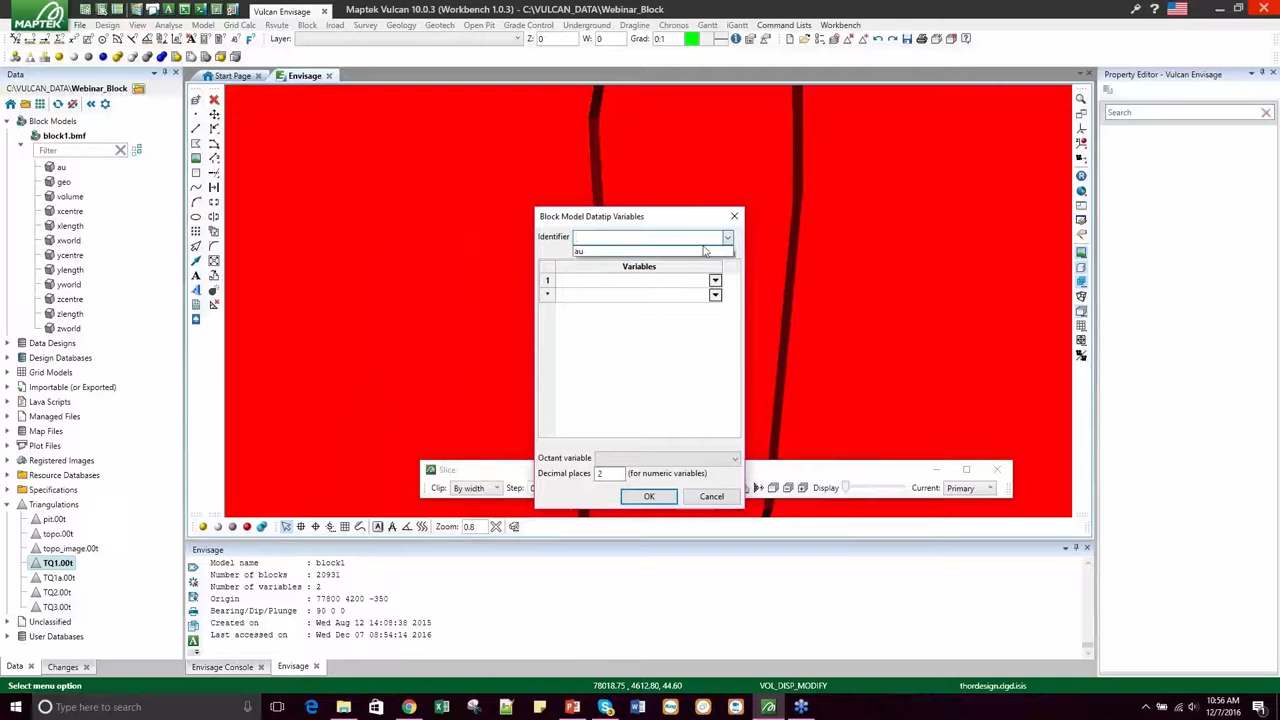 MAPTEK
Vulcan Envisage
Maptek Vulcan 10.0.3 (Workbench 1.0.3) - C:\VULCAN_DATA\Webinar_Block
File Design View Analyse Model Grid Calc Rsvute Block Iroad Survey Geology Geotech Open Pit Grade Control Underground Dragline Chronos Gantt iGantt Command Lists Workbench
Layer: Z: 0 W: 0 Grad: 0:1
Data
C:\VULCAN_DATA\Webinar_Block
Start Page
Envisage
Property Editor - Vulcan Envisage
Search
Block Models
block1.bmf
Filter
au
geo
volume
xcentre
xlength
xworld
ycentre
ylength
yworld
zcentre
zlength
zworld
Data Designs
Design Databases
Grid Models
Importable (or Exported)
Lava Scripts
Managed Files
Map Files
Plot Files
Registered Images
Resource Databases
Specifications
Triangulations
pit.00t
topo.00t
topo_image.00t
TQ1.00t
TQ1a.00t
TQ2.00t
TQ3.00t
Unclassified
User Databases
Block Model Datatip Variables
Identifier
au
Variables
1
*
Octant variable
Decimal places 2 (for numeric variables)
OK Cancel
Slice:
Clip: By width Step: Display Current: Primary
Zoom: 0.8
Envisage
Model name : block1
Number of blocks : 20931
Number of variables : 2
Origin : 77800 4200 -350
Bearing/Dip/Plunge : 90 0 0
Created on : Wed Aug 12 14:08:38 2015
Last accessed on : Wed Dec 07 08:54:14 2016
Data Changes
Envisage Console Envisage
Select menu option
78018.75 , 4612.80, 44.60 VOL_DISP_MODIFY thordesign.dgd.isis
Type here to search
10:56 AM
12/7/2016